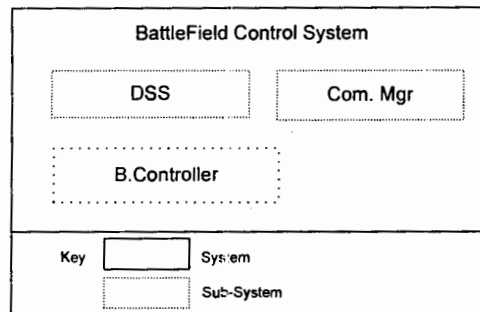 BattleField Control System
DSS
Com. Mgr
B.Controller
Key
System
Sub-System